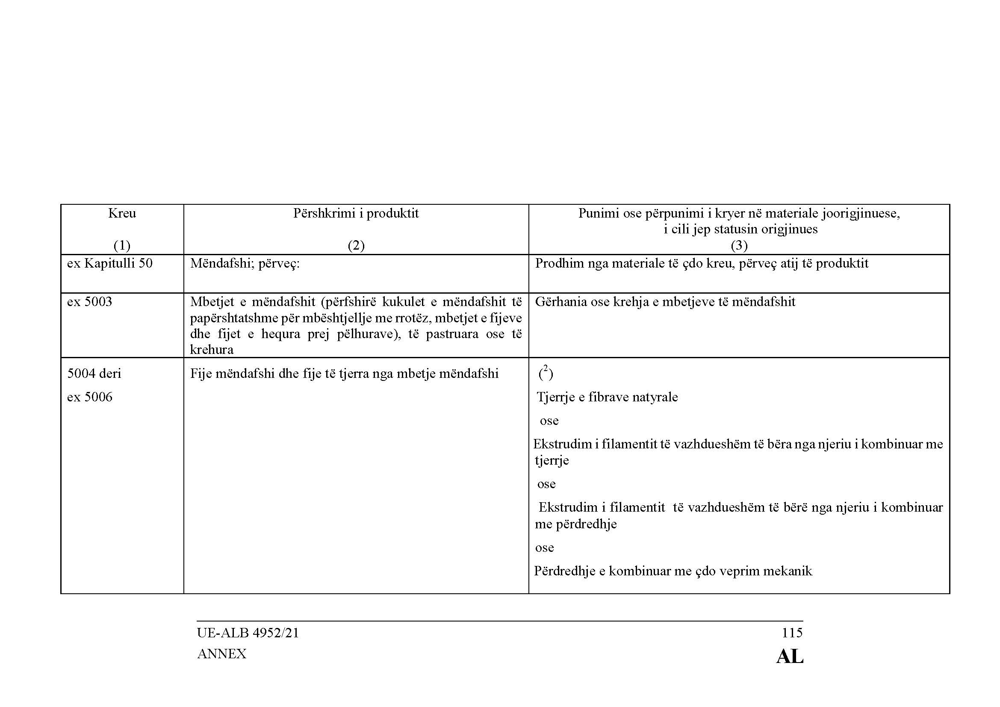 Kreu
(1)
Përshkrimi i produktit
(2)
Punimi ose përpunimi i kryer në materiale joorigjinuese,
i cili jep statusin origjinues
(3)
ex Kapitulli 50
Mëndafshi; përveç:
Prodhim nga materiale të çdo kreu, përveç atij të produktit
ex 5003
Mbetjet e mëndafshit (përfshirë kukulet e mëndafshit të
papërshtatshme për mbështjellje me rrotëz, mbetjet e fijeve
dhe fijet e hequra prej pëlhurave), të pastruara ose të
krehura
Gërhania ose krehja e mbetjeve të mëndafshit
5004 deri
ex 5006
Fije mëndafshi dhe fije të tjerra nga mbetje mëndafshi
(²)
Tjerrje e fibrave natyrale
ose
Ekstrudim i filamentit të vazhdueshëm të bëra nga njeriu i kombinuar me
tjerrje
ose
Ekstrudim i filamentit të vazhdueshëm të bërë nga njeriu i kombinuar
me përdredhje
ose
Përdredhje e kombinuar me çdo veprim mekanik
UE-ALB 4952/21
115
ANNEX
AL